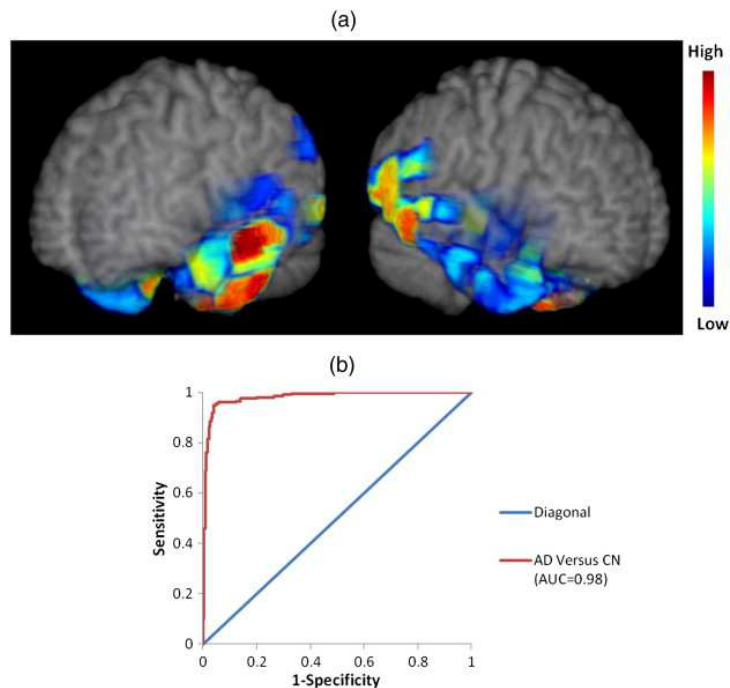 (a)
High
Low
(b)
1
0.8
0.6
0.4
0.2
0
0
0.2
0.4
0.6
0.8
1
Sensitivity
1-Specificity
Diagonal
AD Versus CN
(AUC=0.98)